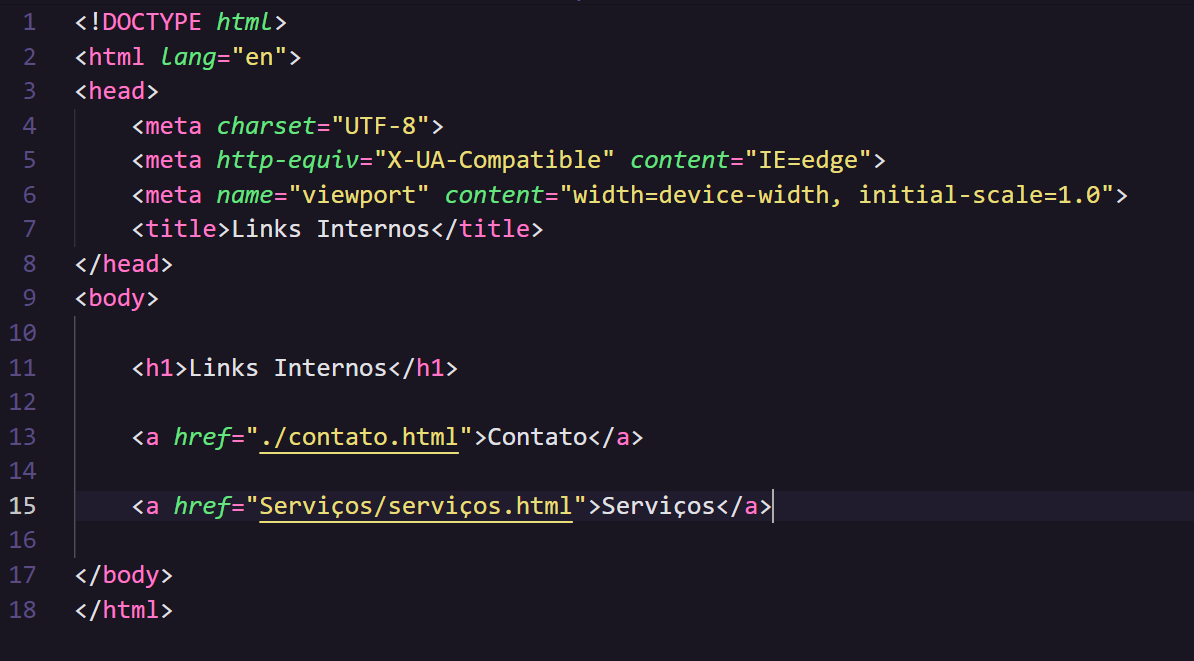 1 <!DOCTYPE html>
2 <html lang="en">
3 <head>
4     <meta charset="UTF-8">
5     <meta http-equiv="X-UA-Compatible" content="IE=edge">
6     <meta name="viewport" content="width=device-width, initial-scale=1.0">
7     <title>Links Internos</title>
8 </head>
9 <body>
10
11     <h1>Links Internos</h1>
12
13     <a href="./contato.html">Contato</a>
14
15     <a href="Serviços/serviços.html">Serviços</a>
16
17 </body>
18 </html>